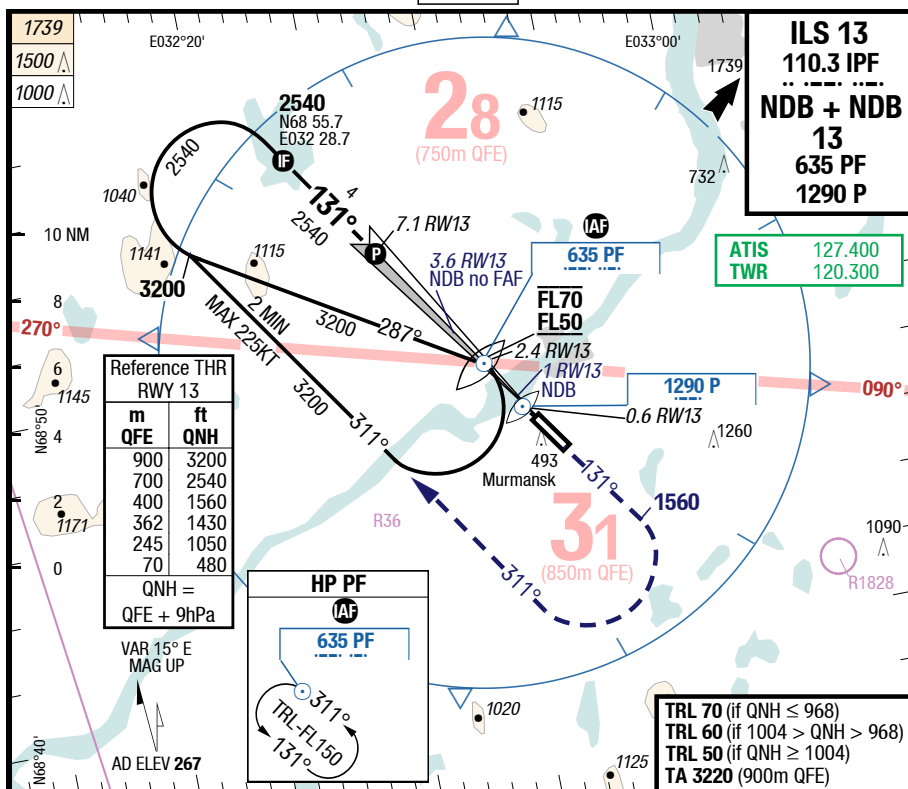 1739
1500
1000
E032°20'
E033°00'
ILS 13
110.3 IPF
NDB + NDB
13
635 PF
1290 P
1739
2540
N68 55.7
E032 28.7
IF
28
(750m QFE)
1115
732
2540
1040
131°
4
2540
7.1 RW13
P
IAF
635 PF
ATIS 127.400
TWR 120.300
10 NM
1141
1115
3.6 RW13
NDB no FAF
3200
8
FL70
FL50
2 MIN
MAX 225KT
3200
287°
270°
2.4 RW13
Reference THR
RWY 13
m ft
QFE QNH
900 3200
700 2540
400 1560
362 1430
245 1050
70 480
QNH =
QFE + 9hPa
6
1145
N68°50'
4
3200
311°
1 RW13
NDB
1290 P
090°
0.6 RW13
1260
493
Murmansk
131°
2
1171
1560
R36
31
(850m QFE)
1090
R1828
0
311°
HP PF
IAF
635 PF
311°
TRL-FL150
131°
VAR 15° E
MAG UP
AD ELEV 267
N68°40'
1020
1125
TRL 70 (if QNH ≤ 968)
TRL 60 (if 1004 > QNH > 968)
TRL 50 (if QNH ≥ 1004)
TA 3220 (900m QFE)